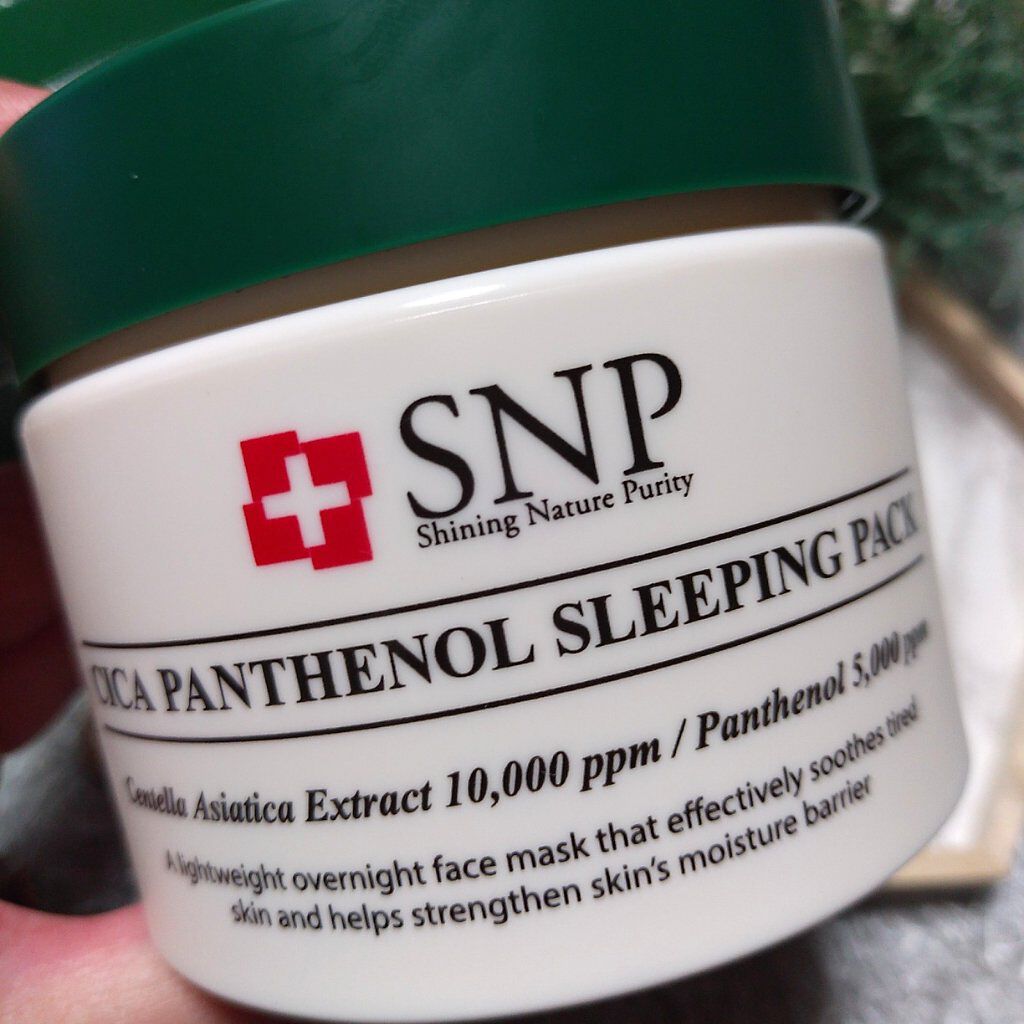 SNP
Shining Nature Purity
CICA PANTHENOL SLEEPING PACK
Centella Asiatica Extract 10,000 ppm / Panthenol 5,000 ppm
A lightweight overnight face mask that effectively soothes tired
skin and helps strengthen skin's moisture barrier